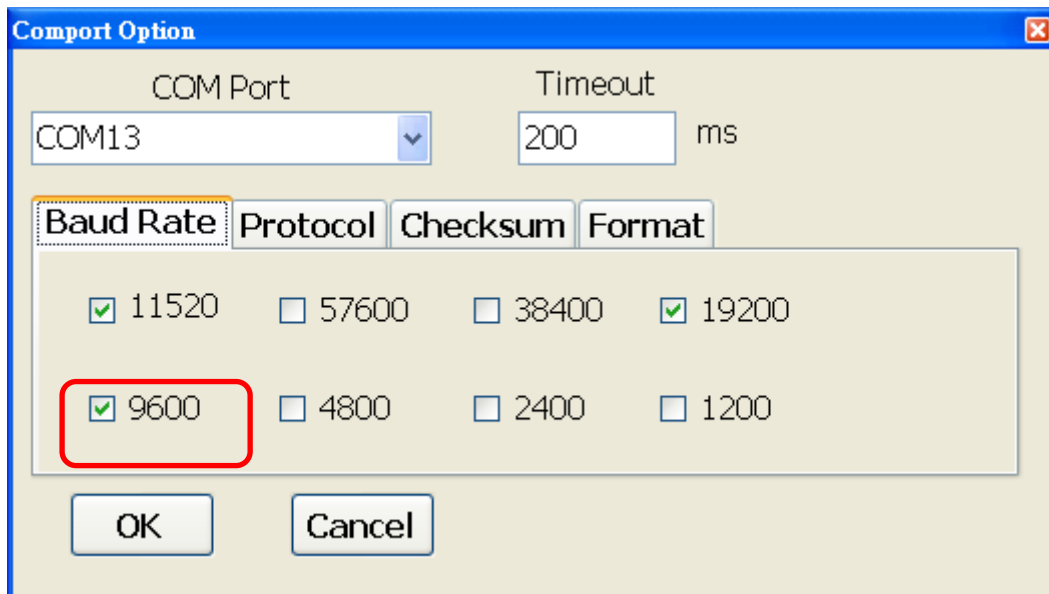 Comport Option
COM Port Timeout
COM13 200 ms
Baud Rate Protocol Checksum Format
11520 57600 38400 19200
9600 4800 2400 1200
OK Cancel